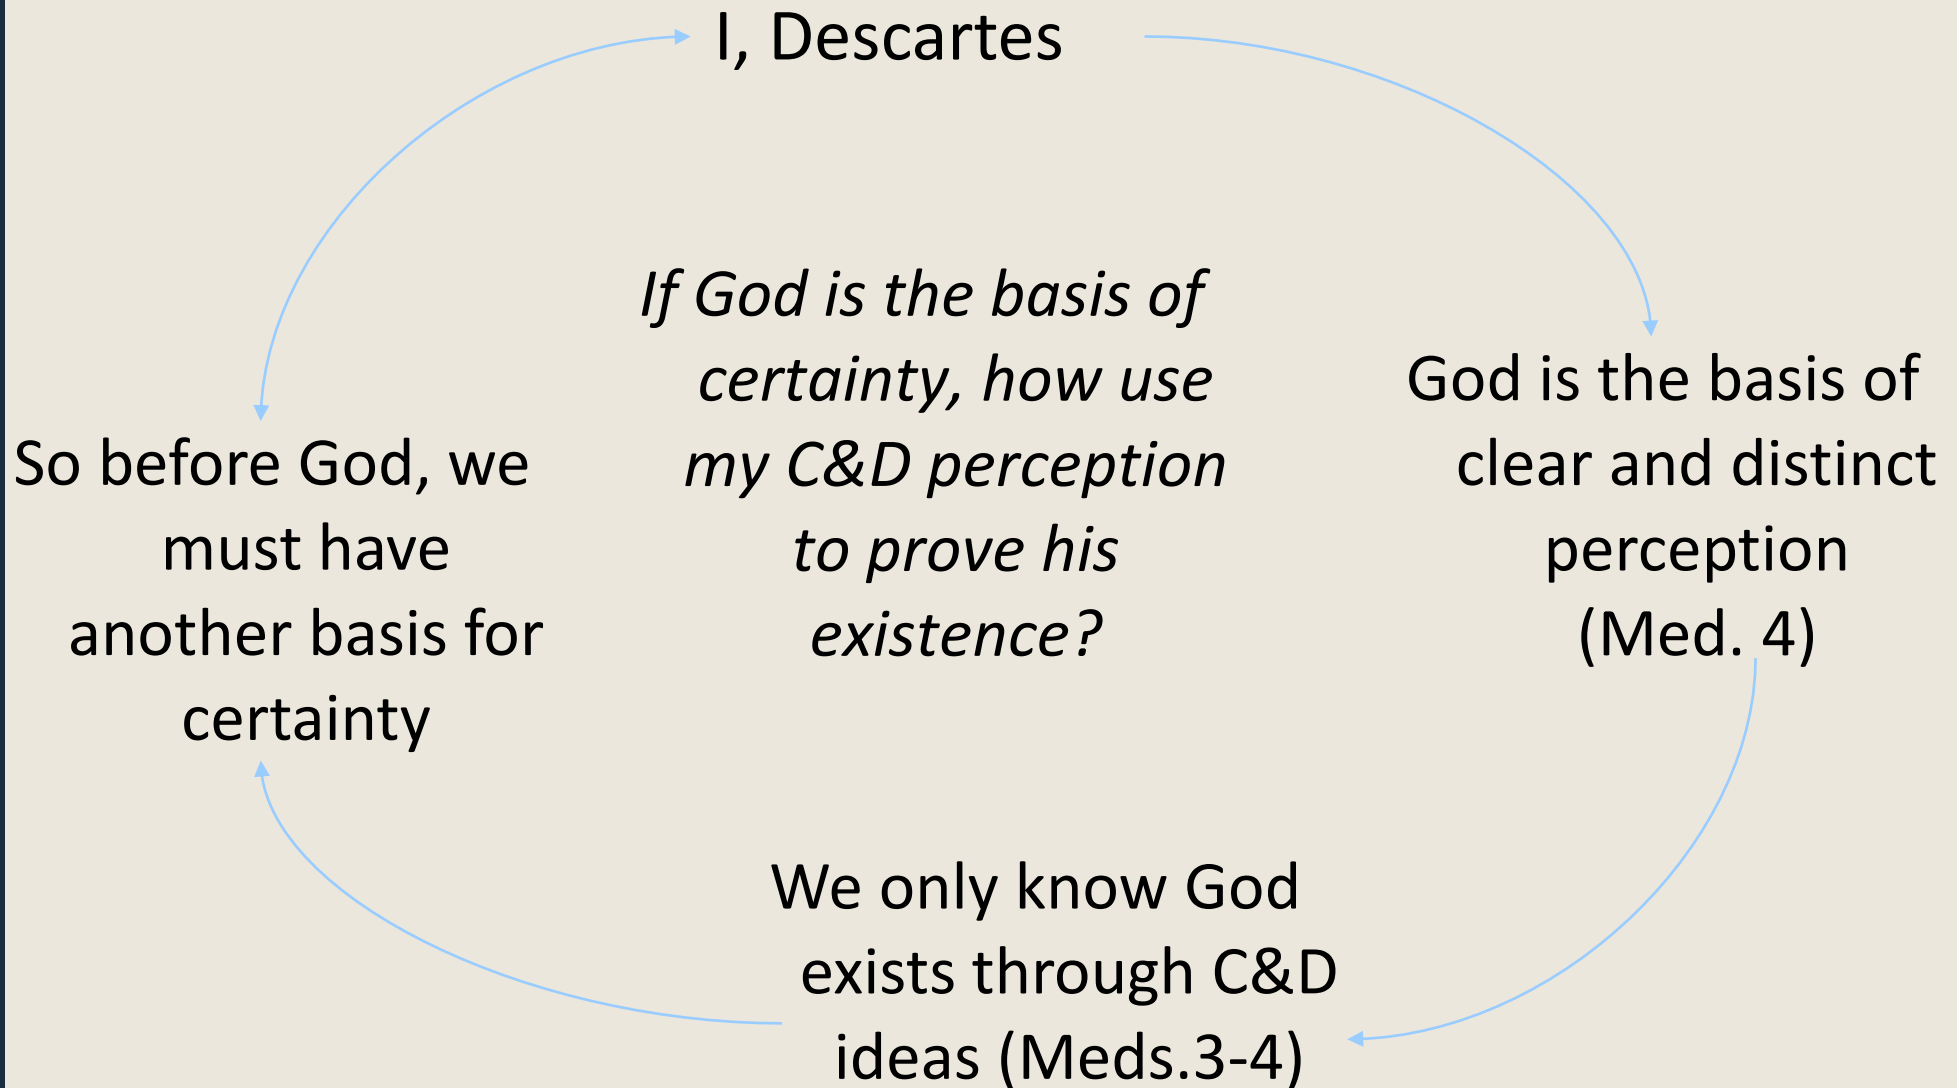 I, Descartes
If God is the basis of
certainty, how use
my C&D perception
to prove his
existence?
God is the basis of
clear and distinct
perception
(Med. 4)
We only know God
exists through C&D
ideas (Meds.3-4)
So before God, we
must have
another basis for
certainty